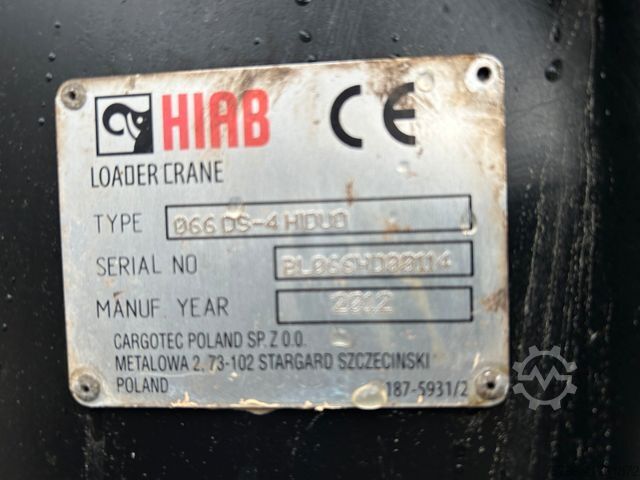 HIAB CE
LOADER CRANE
TYPE 066 DS-4 HIDUO
SERIAL NO BL066HD00114
MANUF. YEAR 2012
CARGOTEC POLAND SP.Z O.O.
METALOWA 2, 73-102 STARGARD SZCZECINSKI
POLAND
187-5931/2